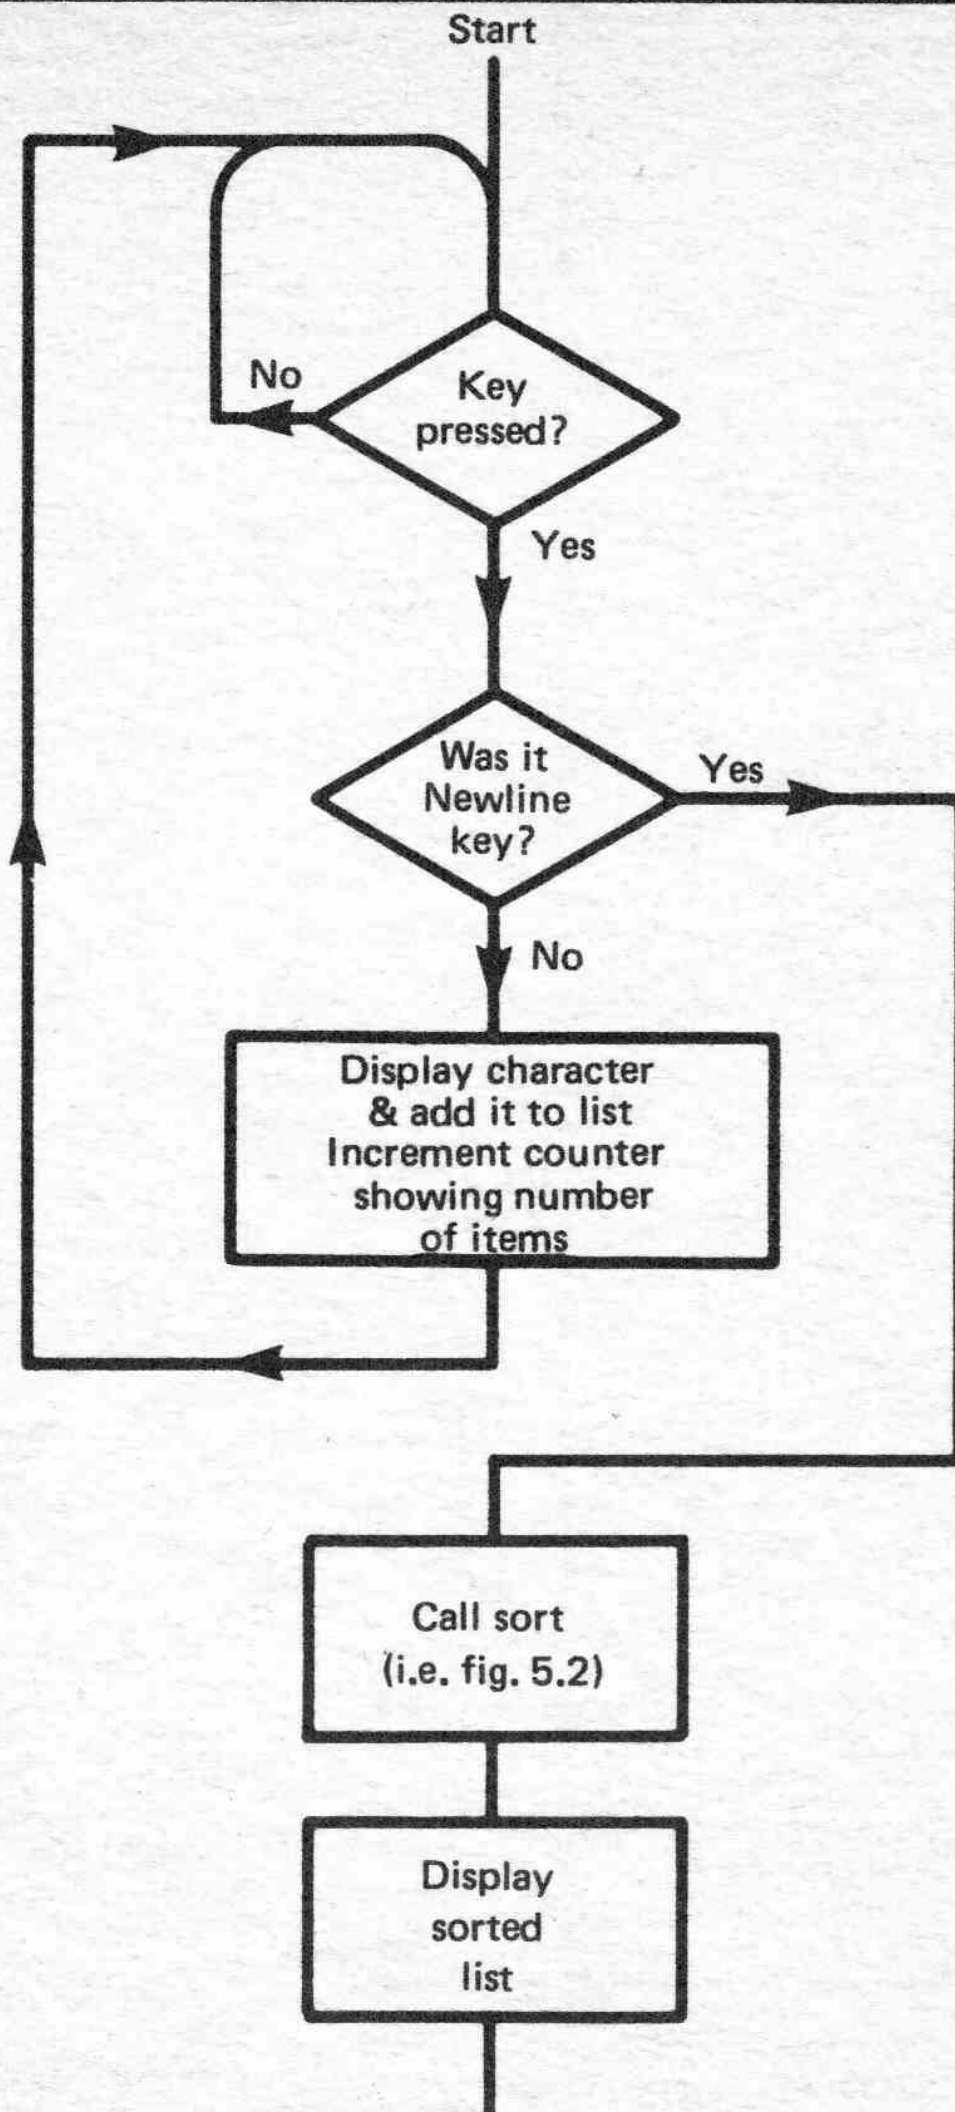 Start
No
Key
pressed?
Yes
Was it
Newline
key?
Yes
No
Display character
& add it to list
Increment counter
showing number
of items
Call sort
(i.e. fig. 5.2)
Display
sorted
list